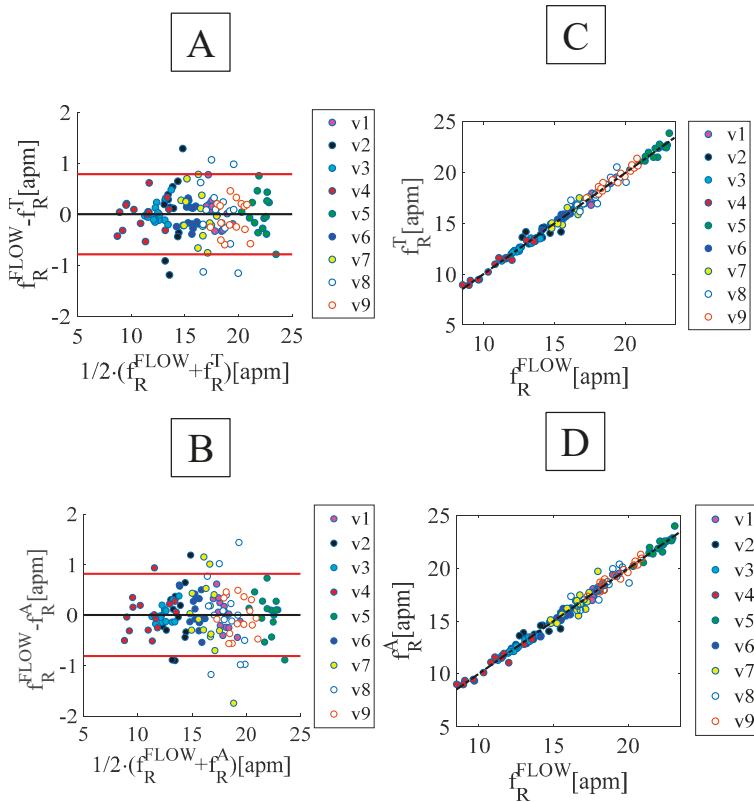 A
2
1
0
-1
-2
5 10 15 20 25
f_R^FLOW-f_R^T[apm]
1/2·(f_R^FLOW+f_R^T)[apm]
v1
v2
v3
v4
v5
v6
v7
v8
v9
C
25
20
15
10
5
10 15 20
f_R^T[apm]
f_R^FLOW[apm]
v1
v2
v3
v4
v5
v6
v7
v8
v9
B
2
1
0
-1
-2
5 10 15 20 25
f_R^FLOW-f_R^A[apm]
1/2·(f_R^FLOW+f_R^A)[apm]
v1
v2
v3
v4
v5
v6
v7
v8
v9
D
25
20
15
10
5
10 15 20
f_R^A[apm]
f_R^FLOW[apm]
v1
v2
v3
v4
v5
v6
v7
v8
v9